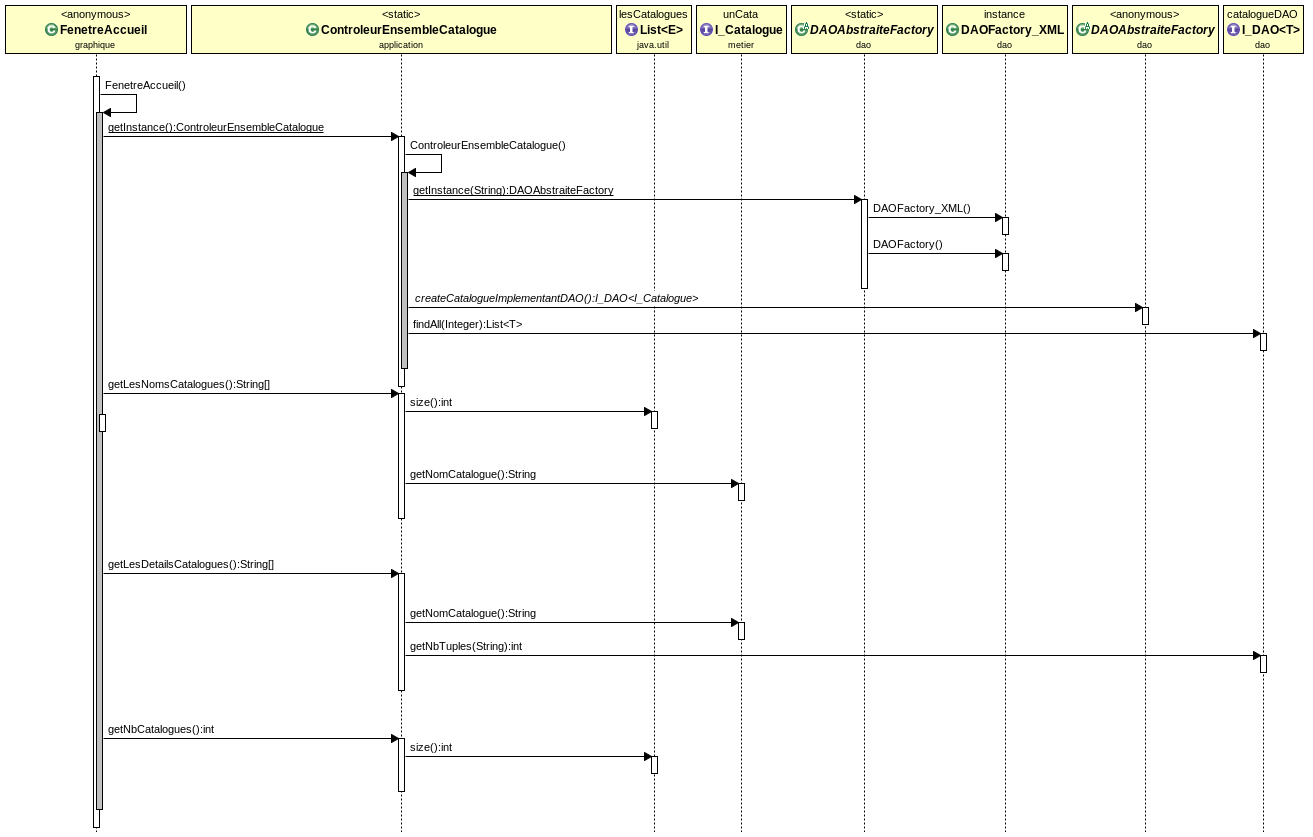 <anonymous>
FenetreAccueil
graphique
<static>
ControleurEnsembleCatalogue
application
lesCatalogues
List<E>
java.util
unCata
I_Catalogue
metier
<static>
DAOAbstraiteFactory
dao
instance
DAOFactory_XML
dao
<anonymous>
DAOAbstraiteFactory
dao
catalogueDAO
I_DAO<T>
dao
FenetreAccueil()
getInstance():ControleurEnsembleCatalogue
ControleurEnsembleCatalogue()
getInstance(String):DAOAbstraiteFactory
DAOFactory_XML()
DAOFactory()
createCatalogueImplementantDAO():I_DAO<I_Catalogue>
findAll(Integer):List<T>
getLesNomsCatalogues():String[]
size():int
getNomCatalogue():String
getLesDetailsCatalogues():String[]
getNomCatalogue():String
getNbTuples(String):int
getNbCatalogues():int
size():int